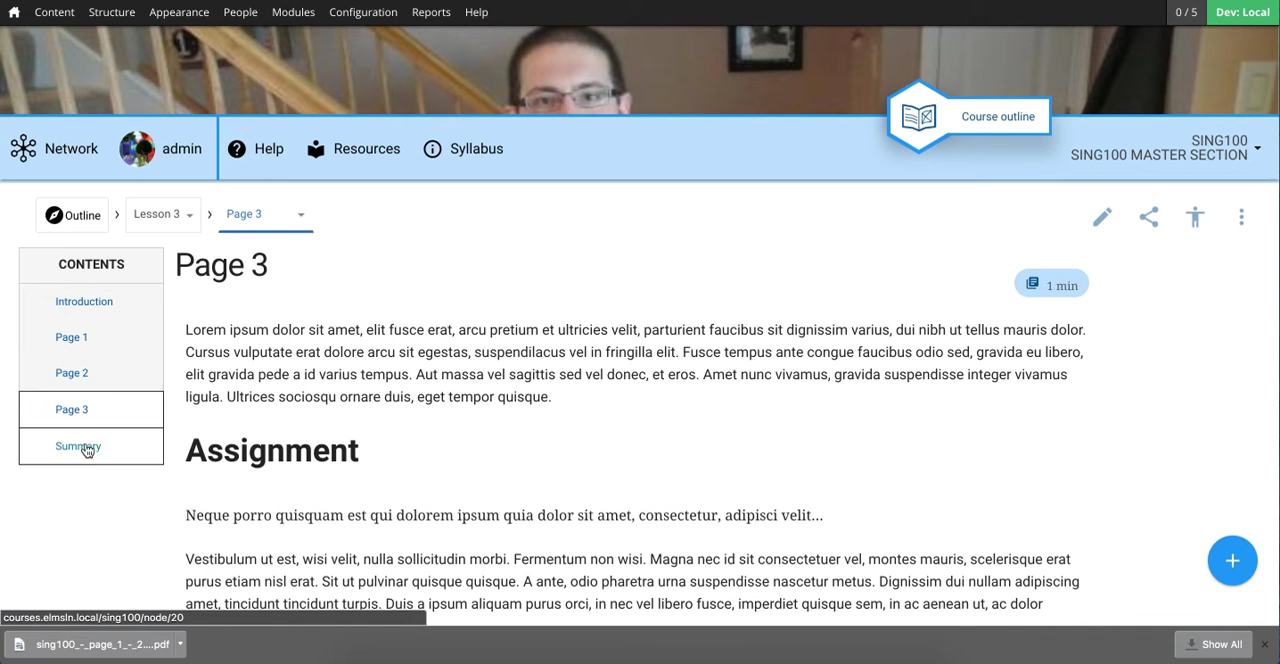 Content Structure Appearance People Modules Configuration Reports Help 0 / 5 Dev: Local
Course outline
Network admin Help Resources Syllabus
SING100
SING100 MASTER SECTION
Outline › Lesson 3 › Page 3
CONTENTS
Introduction
Page 1
Page 2
Page 3
Summary
Page 3
1 min
Lorem ipsum dolor sit amet, elit fusce erat, arcu pretium et ultricies velit, parturient faucibus sit dignissim varius, dui nibh ut tellus mauris dolor.
Cursus vulputate erat dolore arcu sit egestas, suspendilacus vel in fringilla elit. Fusce tempus ante congue faucibus odio sed, gravida eu libero,
elit gravida pede a id varius tempus. Aut massa vel sagittis sed vel donec, et eros. Amet nunc vivamus, gravida suspendisse integer vivamus
ligula. Ultrices sociosqu ornare duis, eget tempor quisque.
Assignment
Neque porro quisquam est qui dolorem ipsum quia dolor sit amet, consectetur, adipisci velit...
Vestibulum ut est, wisi velit, nulla sollicitudin morbi. Fermentum non wisi. Magna nec id sit consectetuer vel, montes mauris, scelerisque erat
purus etiam nisl erat. Sit ut pulvinar quisque quisque. A ante, odio pharetra urna suspendisse nascetur metus. Dignissim dui nullam adipiscing
amet, tincidunt tincidunt turpis. Duis a ipsum aliquam purus orci, in nec vel libero fusce, imperdiet quisque sem, in ac aenean ut, ac dolor
courses.elmsln.local/sing100/node/20
sing100_-_page_1_-_2....pdf Show All